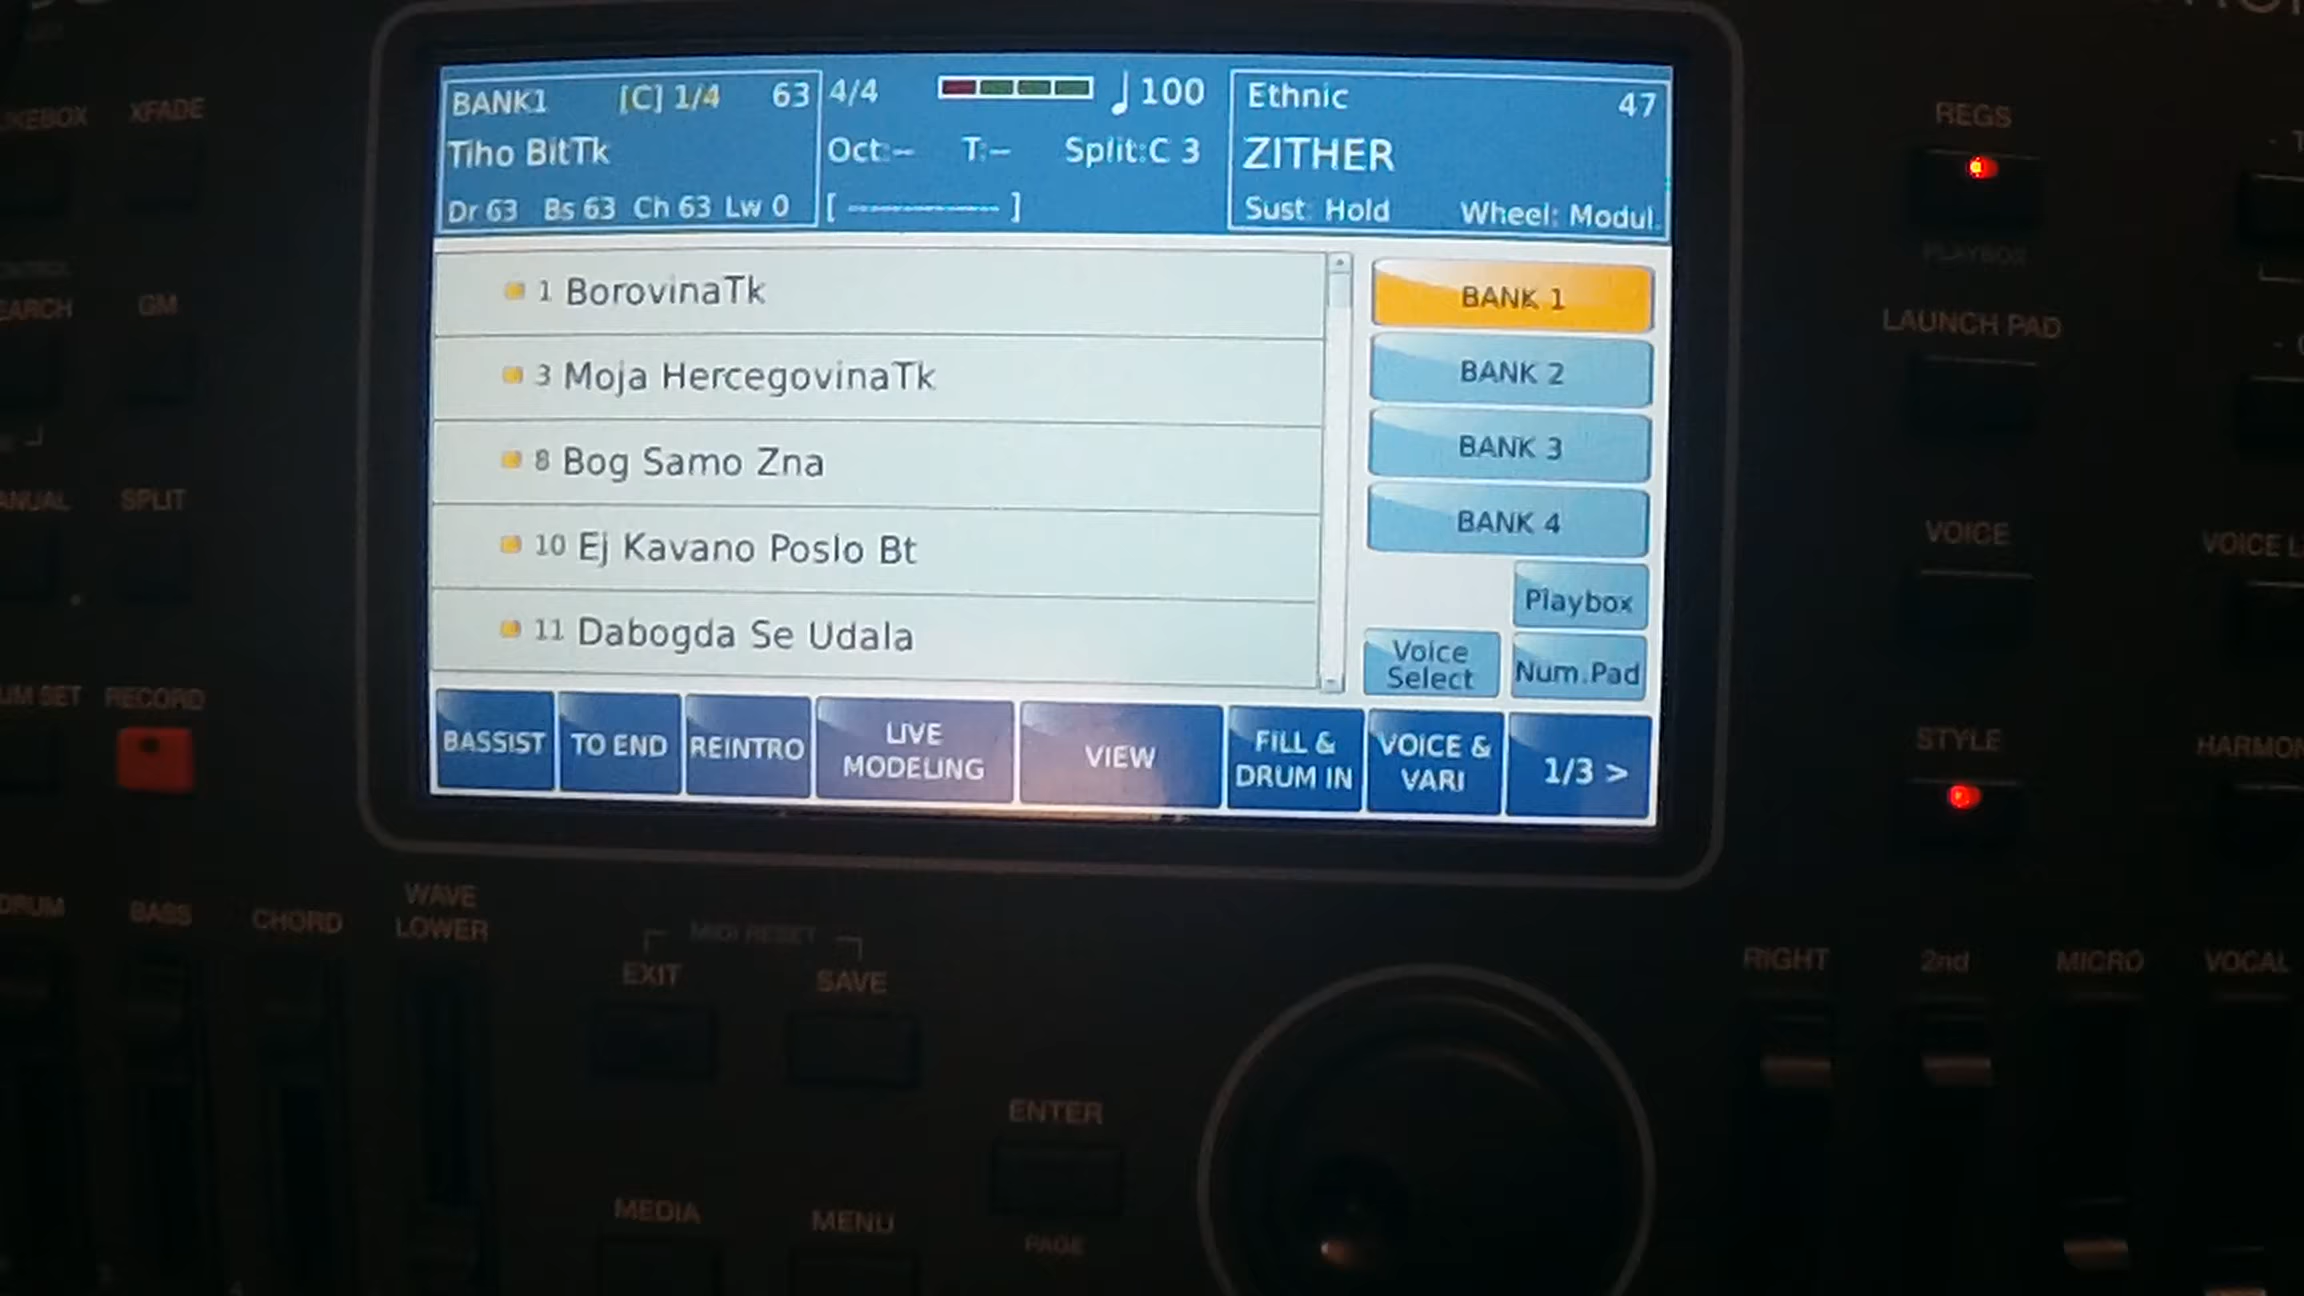 BANK1 [C] 1/4 63
Tiho BitTk
Dr 63 Bs 63 Ch 63 Lw 0
4/4 ♩100
Oct:-- T:-- Split:C 3
[ ------------ ]
Ethnic 47
ZITHER
Sust: Hold Wheel: Modul.
1 BorovinaTk
3 Moja HercegovinaTk
8 Bog Samo Zna
10 Ej Kavano Poslo Bt
11 Dabogda Se Udala
BANK 1
BANK 2
BANK 3
BANK 4
Playbox
Voice
Select
Num.Pad
BASSIST
TO END
REINTRO
LIVE
MODELING
VIEW
FILL &
DRUM IN
VOICE &
VARI
1/3 >
XFADE
GM
SPLIT
RECORD
REGS
PLAYBOX
LAUNCH PAD
VOICE
VOICE L
STYLE
DRUM
BASS
CHORD
WAVE
LOWER
MIDI RESET
EXIT
SAVE
ENTER
MEDIA
MENU
PAGE
RIGHT
2nd
MICRO
VOCAL